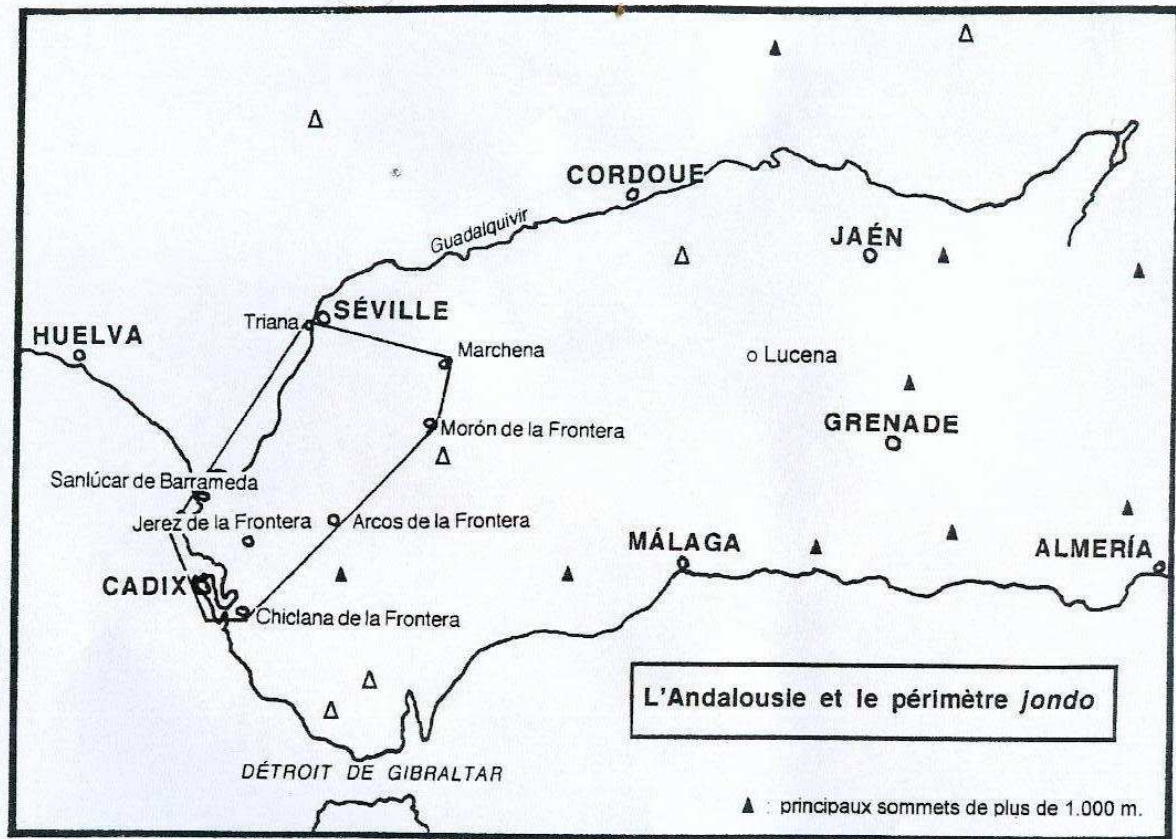 CORDOUE
Guadalquivir
JAÉN
SÉVILLE
Triana
HUELVA
Marchena
Lucena
GRENADE
Morón de la Frontera
Sanlúcar de Barrameda
Jerez de la Frontera
Arcos de la Frontera
MÁLAGA
ALMERÍA
CADIX
Chiclana de la Frontera
L'Andalousie et le périmètre jondo
DÉTROIT DE GIBRALTAR
▲ : principaux sommets de plus de 1.000 m.